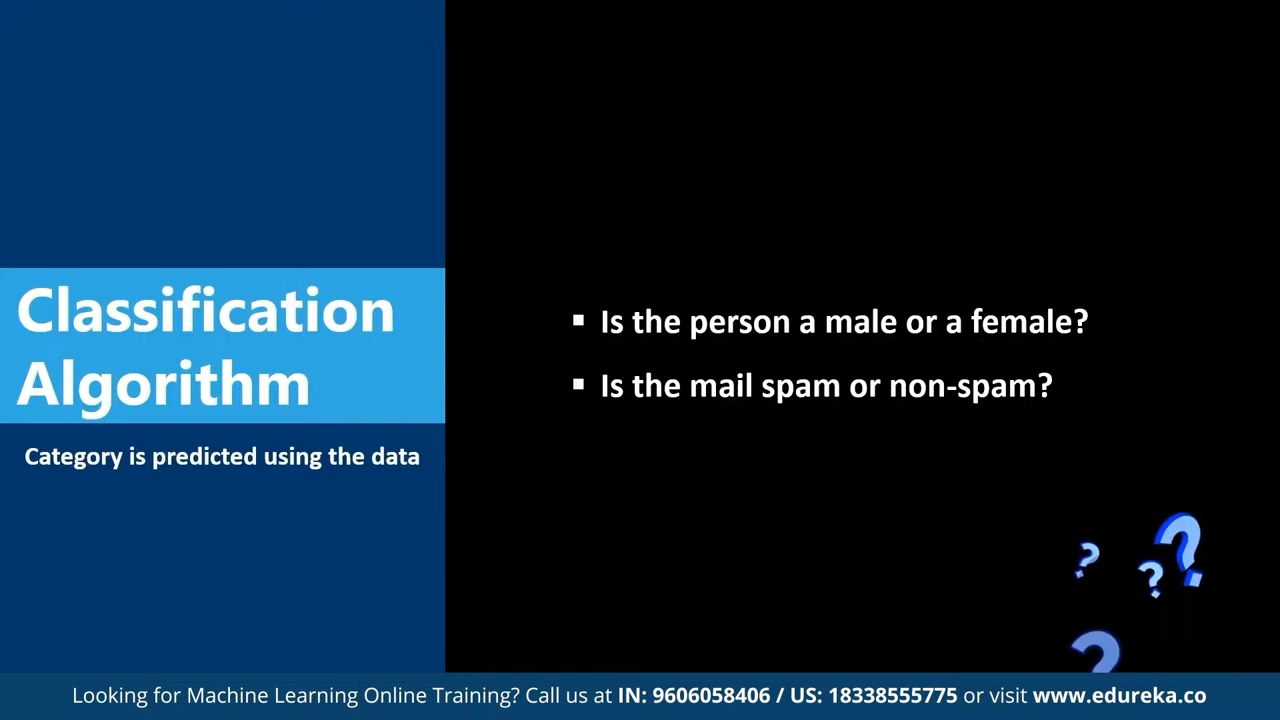 Classification
Algorithm
Category is predicted using the data
▪ Is the person a male or a female?
▪ Is the mail spam or non-spam?
? ? ? ?
Looking for Machine Learning Online Training? Call us at IN: 9606058406 / US: 18338555775 or visit www.edureka.co